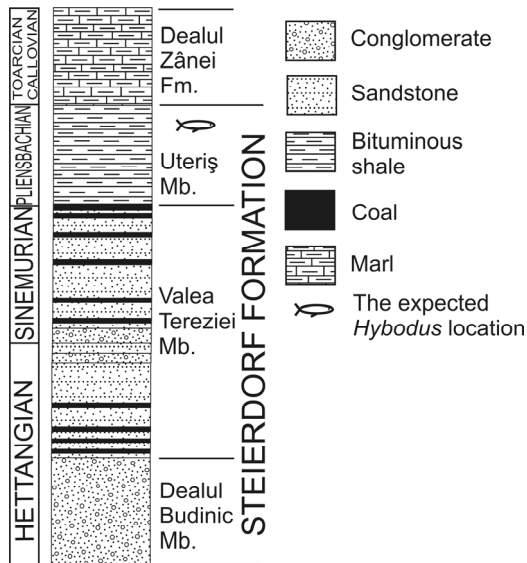 TOARCIAN
CALLOVIAN
PLIENSBACHIAN
SINEMURIAN
HETTANGIAN
Dealul
Zânei
Fm.
Uteriş
Mb.
Valea
Tereziei
Mb.
Dealul
Budinic
Mb.
STEIERDORF FORMATION
Conglomerate
Sandstone
Bituminous
shale
Coal
Marl
The expected
Hybodus location